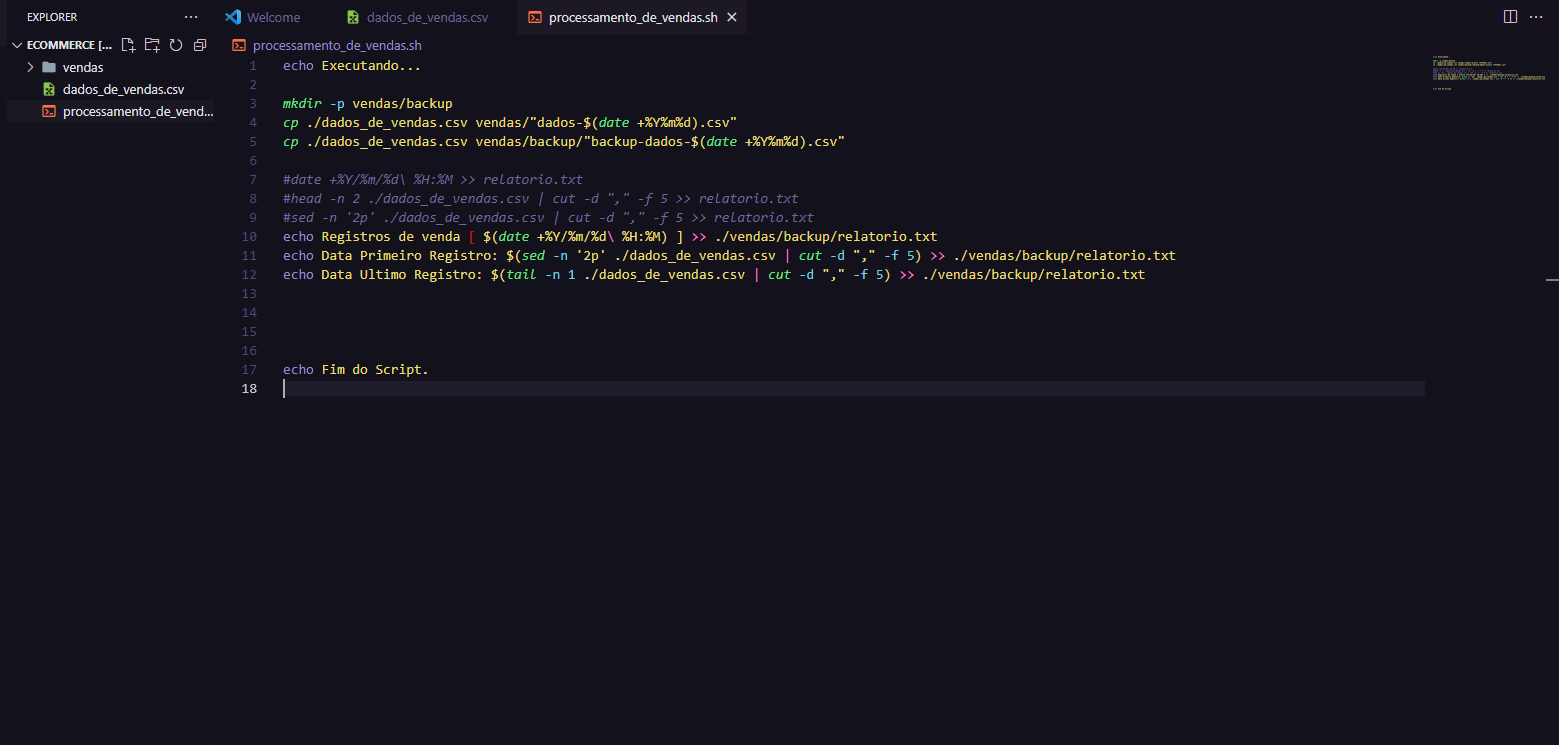 EXPLORER ...
Welcome
dados_de_vendas.csv
processamento_de_vendas.sh
ECOMMERCE [...
vendas
dados_de_vendas.csv
processamento_de_vend...
processamento_de_vendas.sh
1 echo Executando...
2
3 mkdir -p vendas/backup
4 cp ./dados_de_vendas.csv vendas/"dados-$(date +%Y%m%d).csv"
5 cp ./dados_de_vendas.csv vendas/backup/"backup-dados-$(date +%Y%m%d).csv"
6
7 #date +%Y/%m/%d\ %H:%M >> relatorio.txt
8 #head -n 2 ./dados_de_vendas.csv | cut -d "," -f 5 >> relatorio.txt
9 #sed -n '2p' ./dados_de_vendas.csv | cut -d "," -f 5 >> relatorio.txt
10 echo Registros de venda [ $(date +%Y/%m/%d\ %H:%M) ] >> ./vendas/backup/relatorio.txt
11 echo Data Primeiro Registro: $(sed -n '2p' ./dados_de_vendas.csv | cut -d "," -f 5) >> ./vendas/backup/relatorio.txt
12 echo Data Ultimo Registro: $(tail -n 1 ./dados_de_vendas.csv | cut -d "," -f 5) >> ./vendas/backup/relatorio.txt
13
14
15
16
17 echo Fim do Script.
18